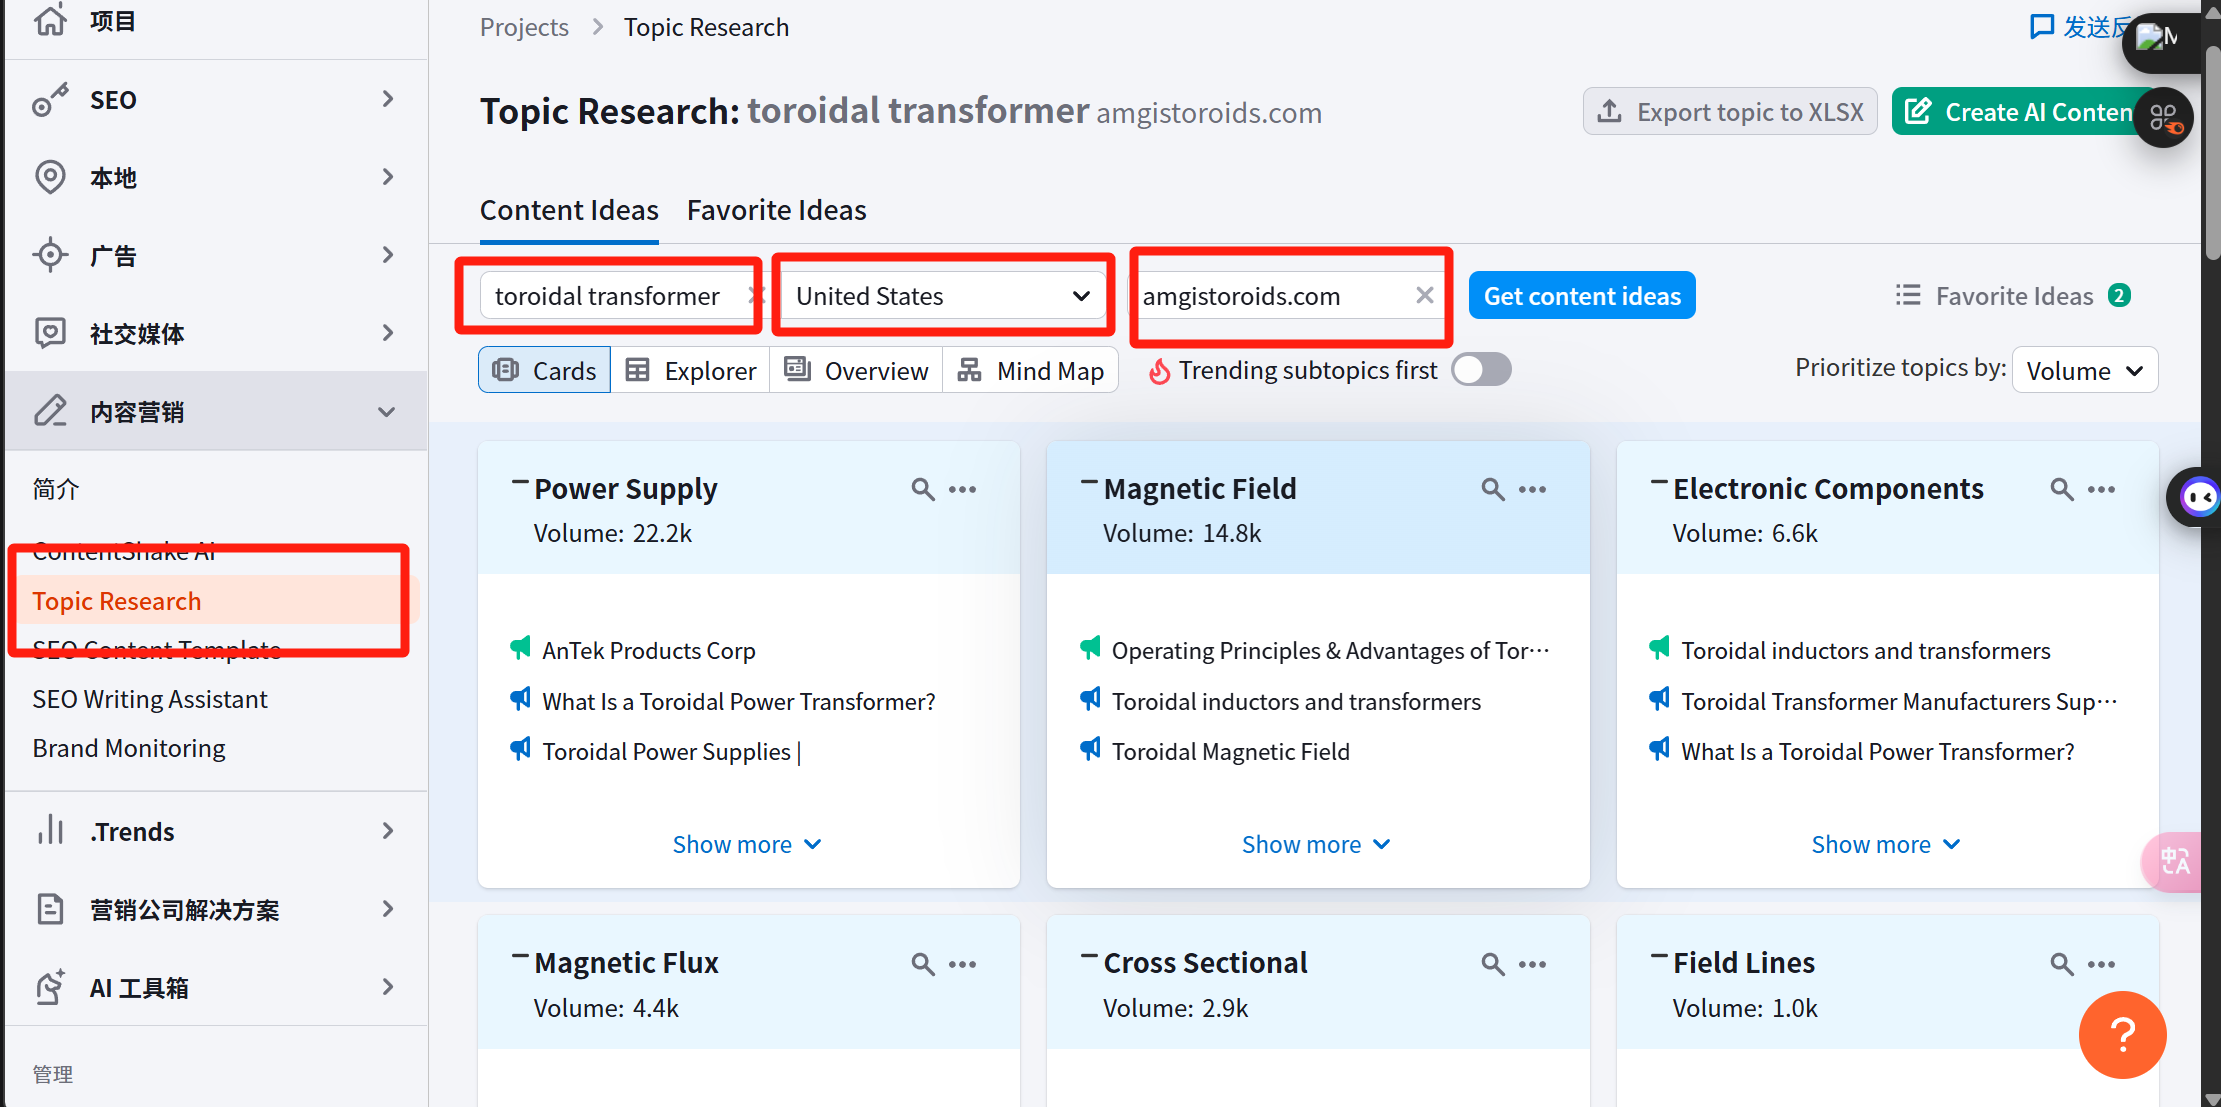 项目
SEO
本地
广告
社交媒体
内容营销
简介
ContentShake AI
Topic Research
SEO Content Template
SEO Writing Assistant
Brand Monitoring
.Trends
营销公司解决方案
AI 工具箱
管理
Projects > Topic Research
发送反
Topic Research: toroidal transformer amgistoroids.com
Export topic to XLSX
Create AI Conten
Content Ideas
Favorite Ideas
toroidal transformer
United States
amgistoroids.com
Get content ideas
Favorite Ideas 2
Cards
Explorer
Overview
Mind Map
Trending subtopics first
Prioritize topics by: Volume
Power Supply
Volume: 22.2k
AnTek Products Corp
What Is a Toroidal Power Transformer?
Toroidal Power Supplies |
Show more
Magnetic Field
Volume: 14.8k
Operating Principles & Advantages of Tor···
Toroidal inductors and transformers
Toroidal Magnetic Field
Show more
Electronic Components
Volume: 6.6k
Toroidal inductors and transformers
Toroidal Transformer Manufacturers Sup···
What Is a Toroidal Power Transformer?
Show more
Magnetic Flux
Volume: 4.4k
Cross Sectional
Volume: 2.9k
Field Lines
Volume: 1.0k